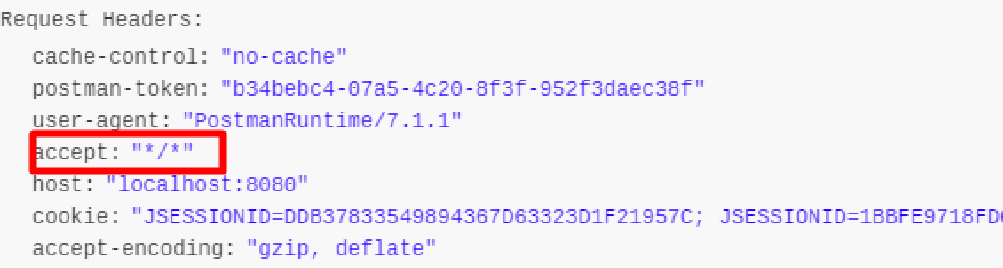 Request Headers:
cache-control: "no-cache"
postman-token: "b34bebc4-07a5-4c20-8f3f-952f3daec38f"
user-agent: "PostmanRuntime/7.1.1"
accept: "*/*"
host: "localhost:8080"
cookie: "JSESSIONID=DDB37833549894367D63323D1F21957C; JSESSIONID=1BBFE9718FD
accept-encoding: "gzip, deflate"